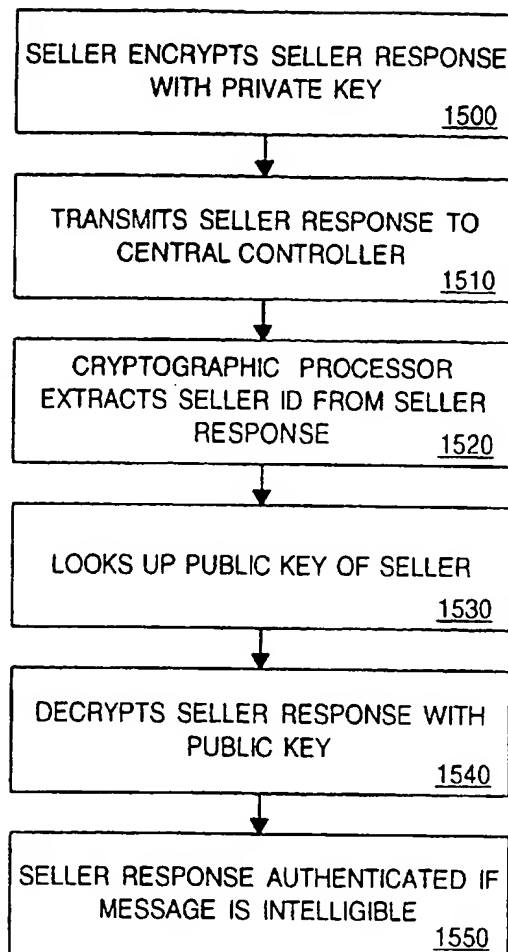 SELLER ENCRYPTS SELLER RESPONSE
WITH PRIVATE KEY
1500
TRANSMITS SELLER RESPONSE TO
CENTRAL CONTROLLER
1510
CRYPTOGRAPHIC PROCESSOR
EXTRACTS SELLER ID FROM SELLER
RESPONSE
1520
LOOKS UP PUBLIC KEY OF SELLER
1530
DECRYPTS SELLER RESPONSE WITH
PUBLIC KEY
1540
SELLER RESPONSE AUTHENTICATED IF
MESSAGE IS INTELLIGIBLE
1550